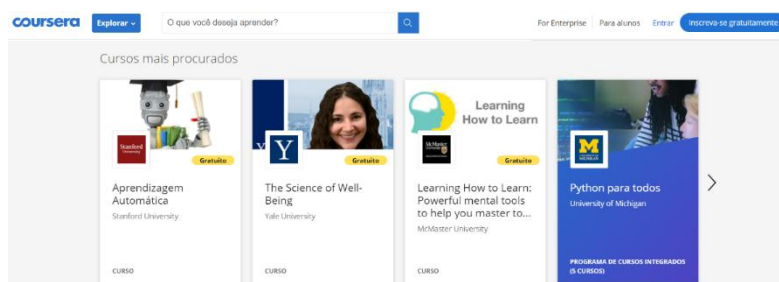 coursera
Explorar
O que você deseja aprender?
For Enterprise
Para alunos
Entrar
Inscreva-se gratuitamente
Cursos mais procurados
Stanford
University
Gratuito
Aprendizagem
Automática
Stanford University
CURSO
Y
Y
Gratuito
The Science of Well-
Being
Yale University
CURSO
Learning
How to Learn
McMaster
Gratuito
Learning How to Learn:
Powerful mental tools
to help you master to...
McMaster University
CURSO
M
Python para todos
University of Michigan
PROGRAMA DE CURSOS INTEGRADOS
(5 CURSOS)